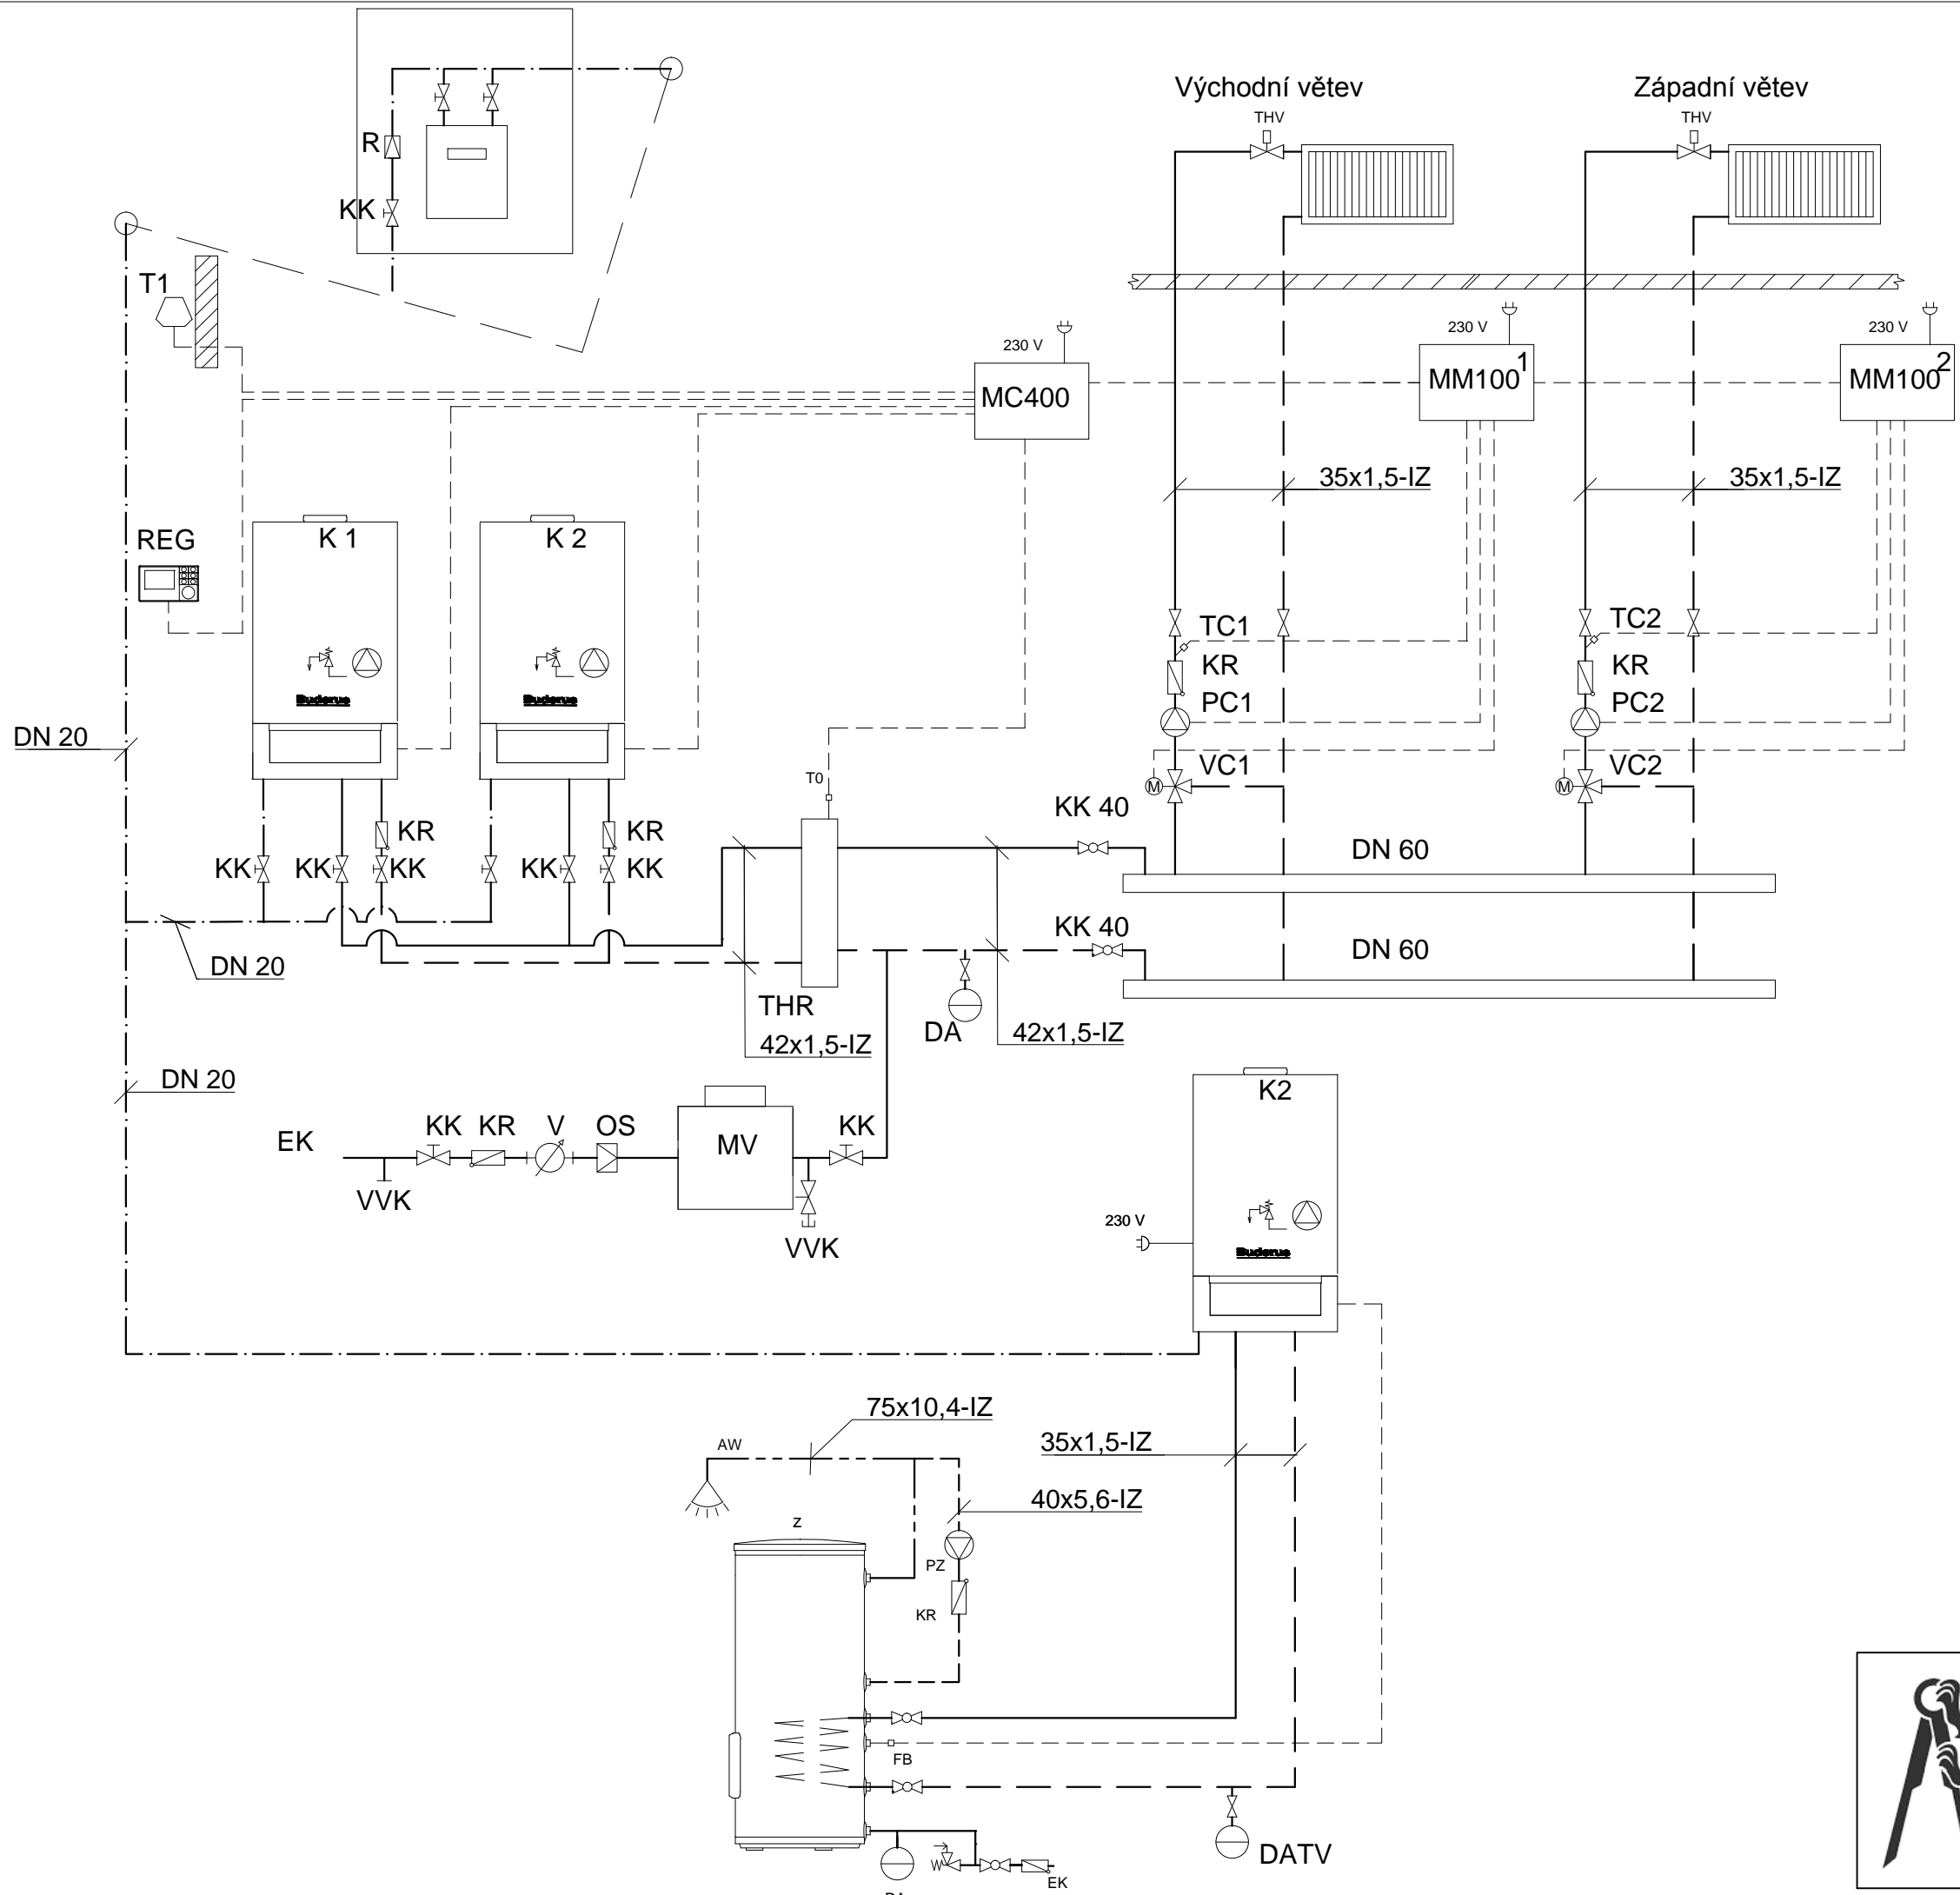 Východní větev
Západní větev
THV
THV
R
KK
T1
230 V
230 V
230 V
MC400
MM100 1
MM100 2
35x1,5-IZ
35x1,5-IZ
REG
K 1
K 2
TC1
TC2
KR
KR
PC1
PC2
Buderus
Buderus
DN 20
VC1
VC2
M
M
T0
KK 40
KR
KR
DN 60
KK
KK
KK
KK
KK
KK 40
DN 60
DN 20
THR
DA
42x1,5-IZ
42x1,5-IZ
DN 20
K2
EK
KK
KR
V
OS
MV
KK
VVK
VVK
230 V
Buderus
75x10,4-IZ
AW
35x1,5-IZ
40x5,6-IZ
z
PZ
KR
FB
DATV
EK